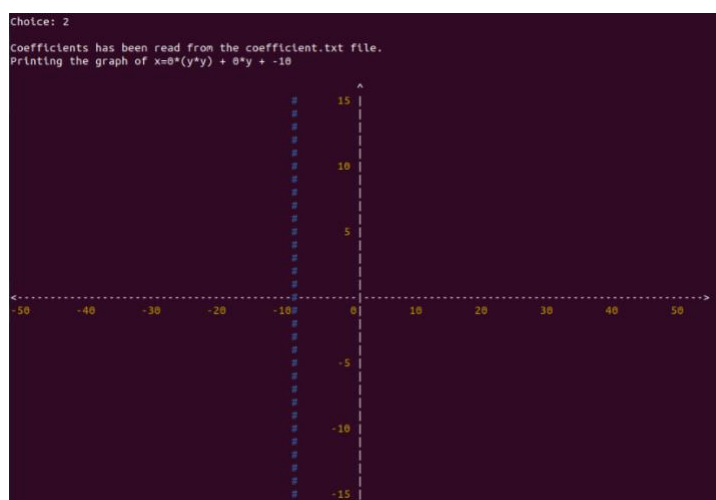 Choice: 2
Coefficients has been read from the coefficient.txt file.
Printing the graph of x=0*(y*y) + 0*y + -10
^
# 15 |
# |
# |
# |
# |
# 10 |
# |
# |
# |
# |
# 5 |
# |
# |
# |
# |
<-------------------------------------------#---------------------------------------------------------------->
-50 -40 -30 -20 -10# 0| 10 20 30 40 50
# |
# |
# |
# -5 |
# |
# |
# |
# |
# -10 |
# |
# |
# |
# |
# -15 |